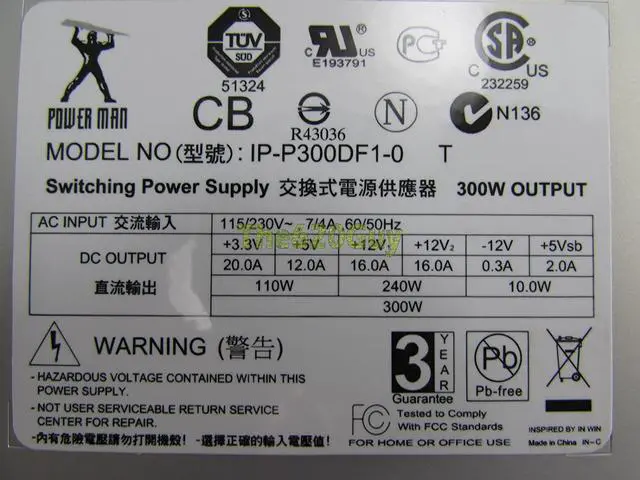 POWER MAN
TÜV
SÜD
51324
C RU US
E193791
PCT
C SA US
232259
CB
R43036
N
N136
MODEL NO (型號): IP-P300DF1-0 T
Switching Power Supply 交換式電源供應器 300W OUTPUT
AC INPUT 交流輸入 115/230V~ 7/4A 60/50Hz
DC OUTPUT 直流輸出
+3.3V +5V +12V1 +12V2 -12V +5Vsb
20.0A 12.0A 16.0A 16.0A 0.3A 2.0A
110W 240W 10.0W
300W
The620Guy
WARNING (警告)
- HAZARDOUS VOLTAGE CONTAINED WITHIN THIS
POWER SUPPLY.
- NOT USER SERVICEABLE RETURN SERVICE
CENTER FOR REPAIR.
-內有危險電壓請勿打開機殼! -選擇正確的輸入電壓值!
3 YEAR
Guarantee
Pb
Pb-free
FC Tested to Comply
With FCC Standards
FOR HOME OR OFFICE USE
INSPIRED BY IN WIN
Made in China IN-C